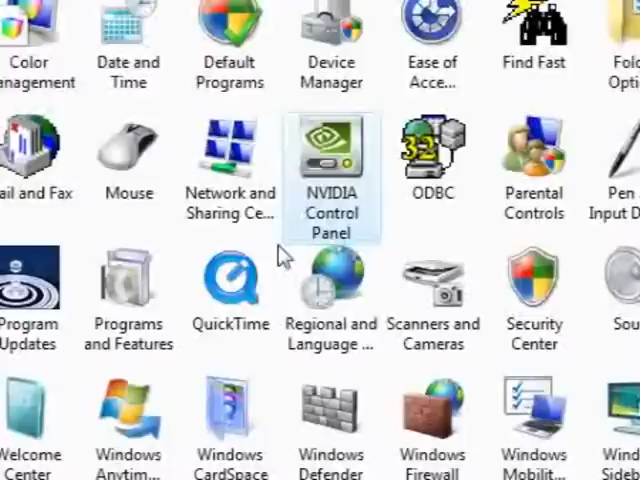 Color
anagement
Date and
Time
Default
Programs
Device
Manager
Ease of
Acce...
Find Fast
Fol
Opti
ail and Fax
Mouse
Network and
Sharing Ce...
NVIDIA
Control
Panel
32
ODBC
Parental
Controls
Pen
Input D
Program
Updates
Programs
and Features
QuickTime
Regional and
Language ...
Scanners and
Cameras
Security
Center
Sou
Welcome
Center
Windows
Anytim...
Windows
CardSpace
Windows
Defender
Windows
Firewall
Windows
Mobilit...
Wind
Sideb